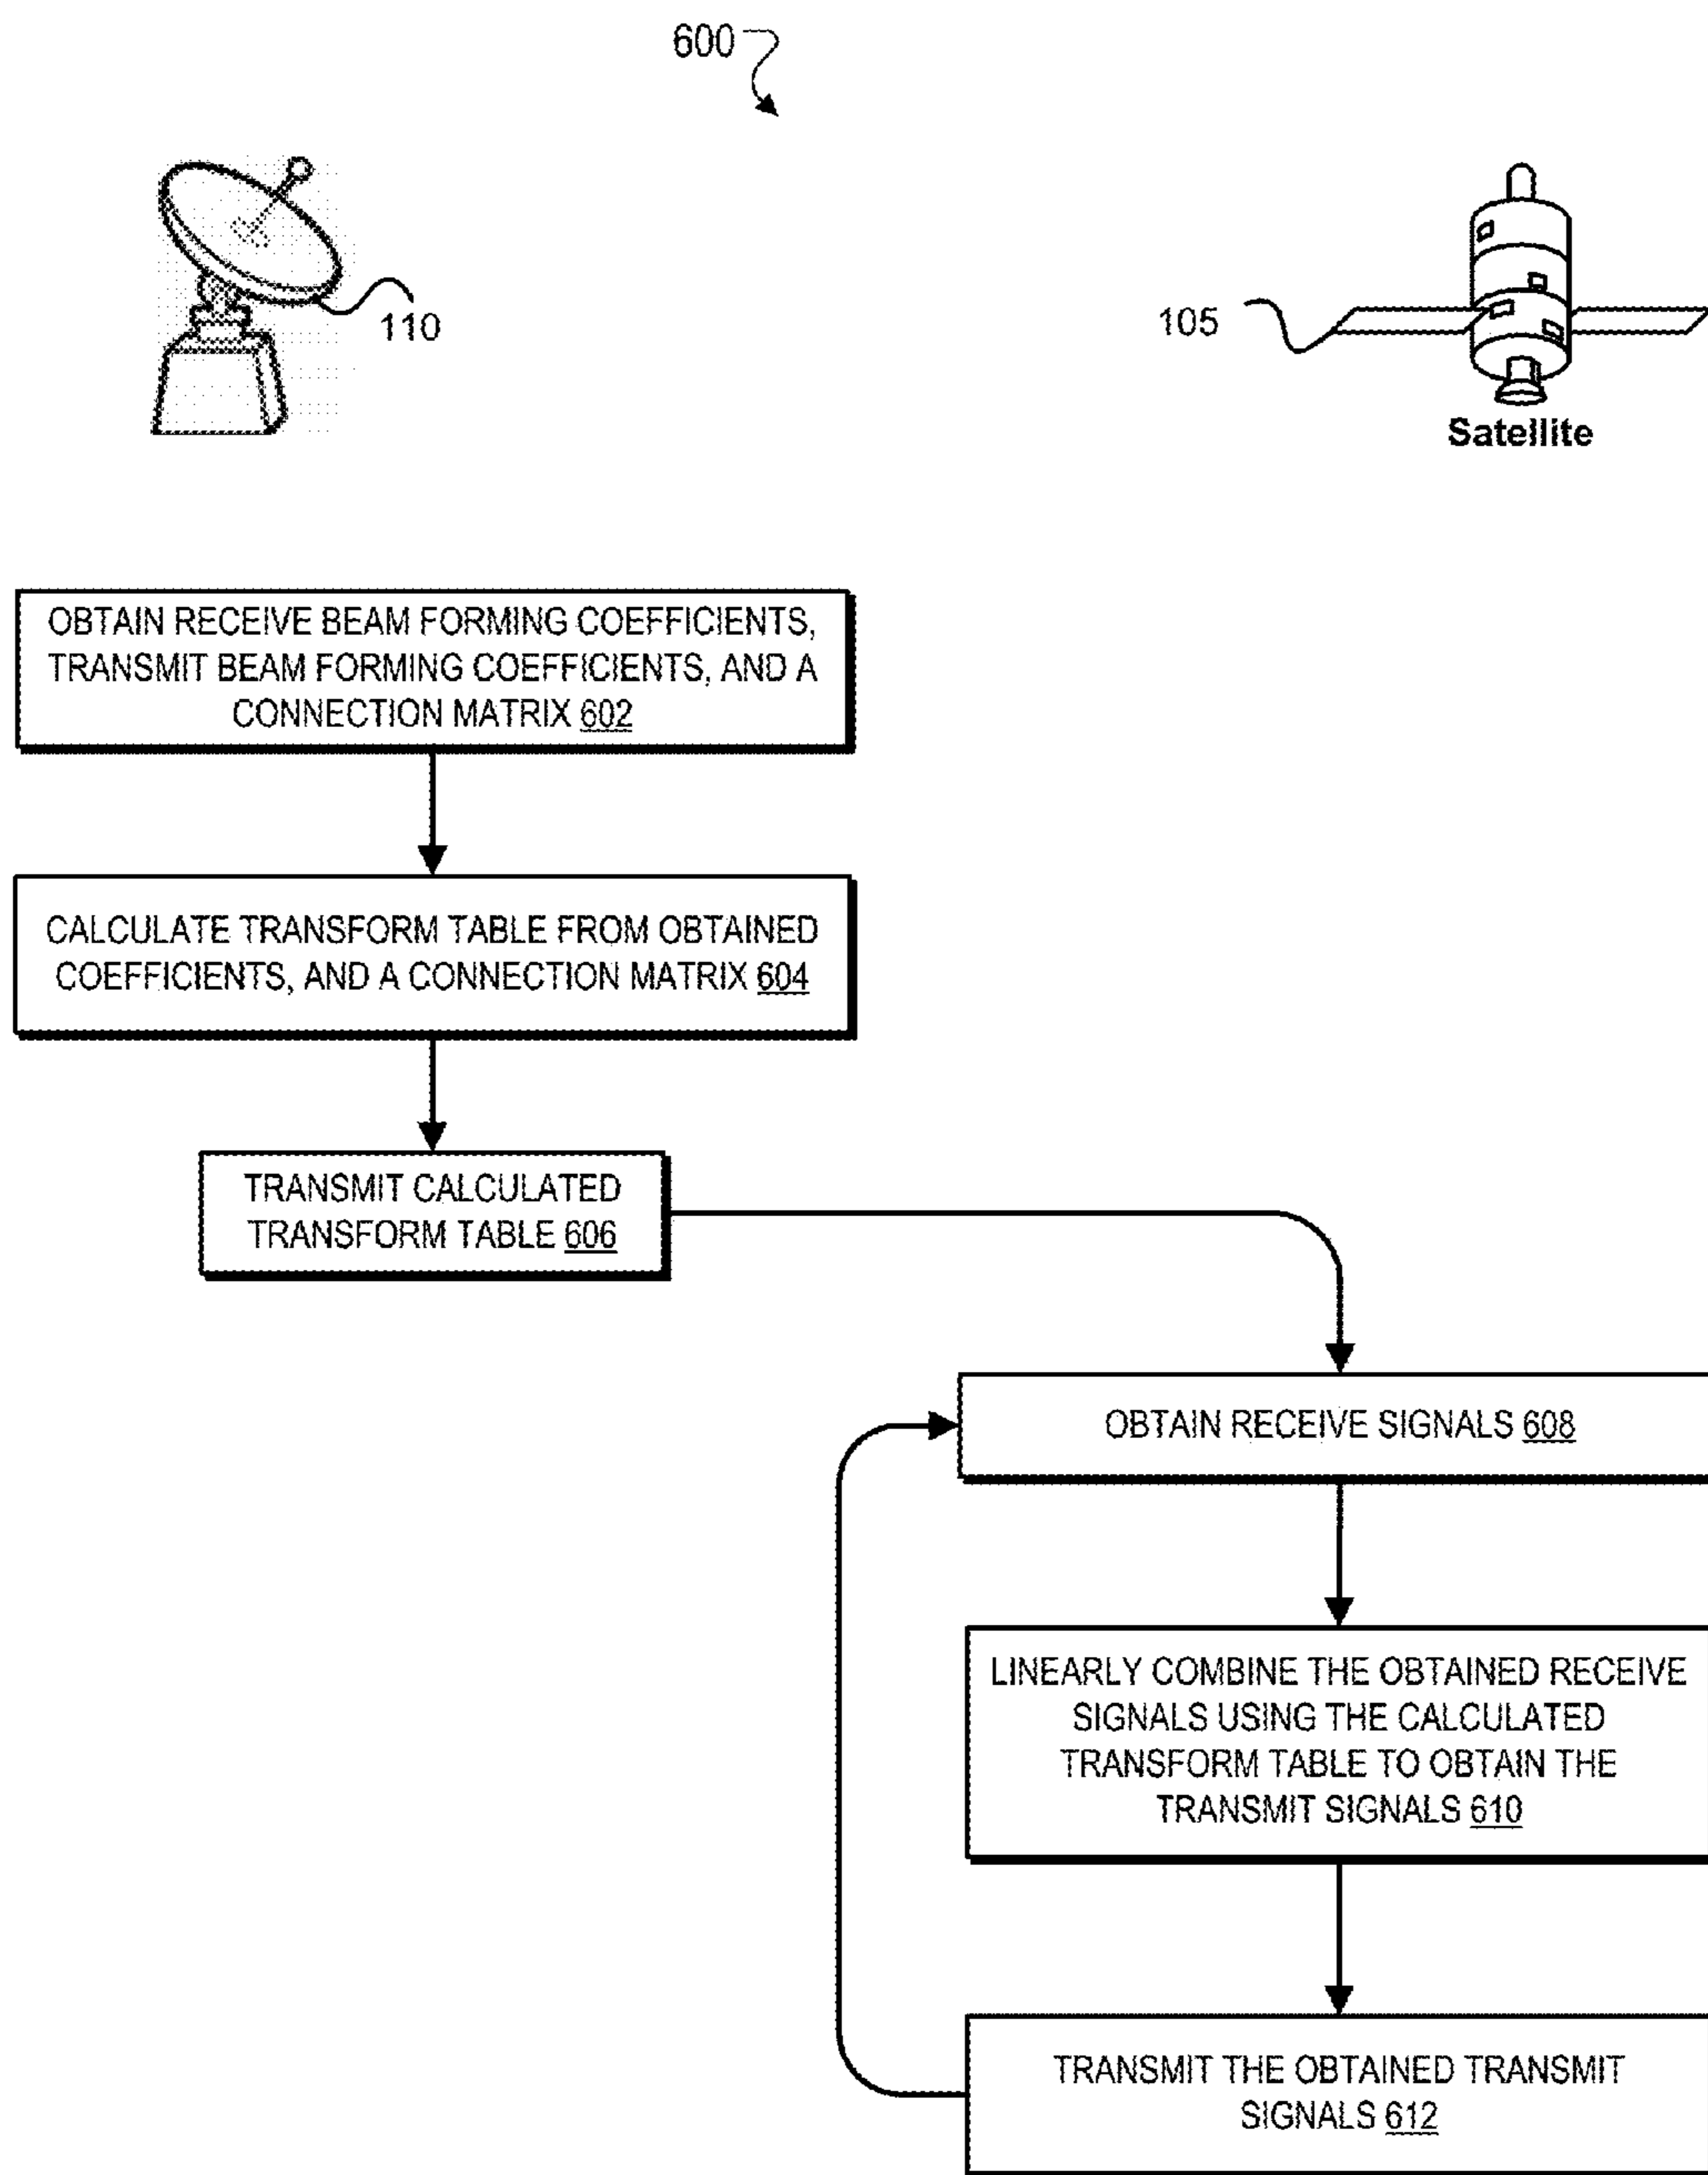 600
110
105
Satellite
OBTAIN RECEIVE BEAM FORMING COEFFICIENTS,
TRANSMIT BEAM FORMING COEFFICIENTS, AND A
CONNECTION MATRIX 602
CALCULATE TRANSFORM TABLE FROM OBTAINED
COEFFICIENTS, AND A CONNECTION MATRIX 604
TRANSMIT CALCULATED
TRANSFORM TABLE 606
OBTAIN RECEIVE SIGNALS 608
LINEARLY COMBINE THE OBTAINED RECEIVE
SIGNALS USING THE CALCULATED
TRANSFORM TABLE TO OBTAIN THE
TRANSMIT SIGNALS 610
TRANSMIT THE OBTAINED TRANSMIT
SIGNALS 612